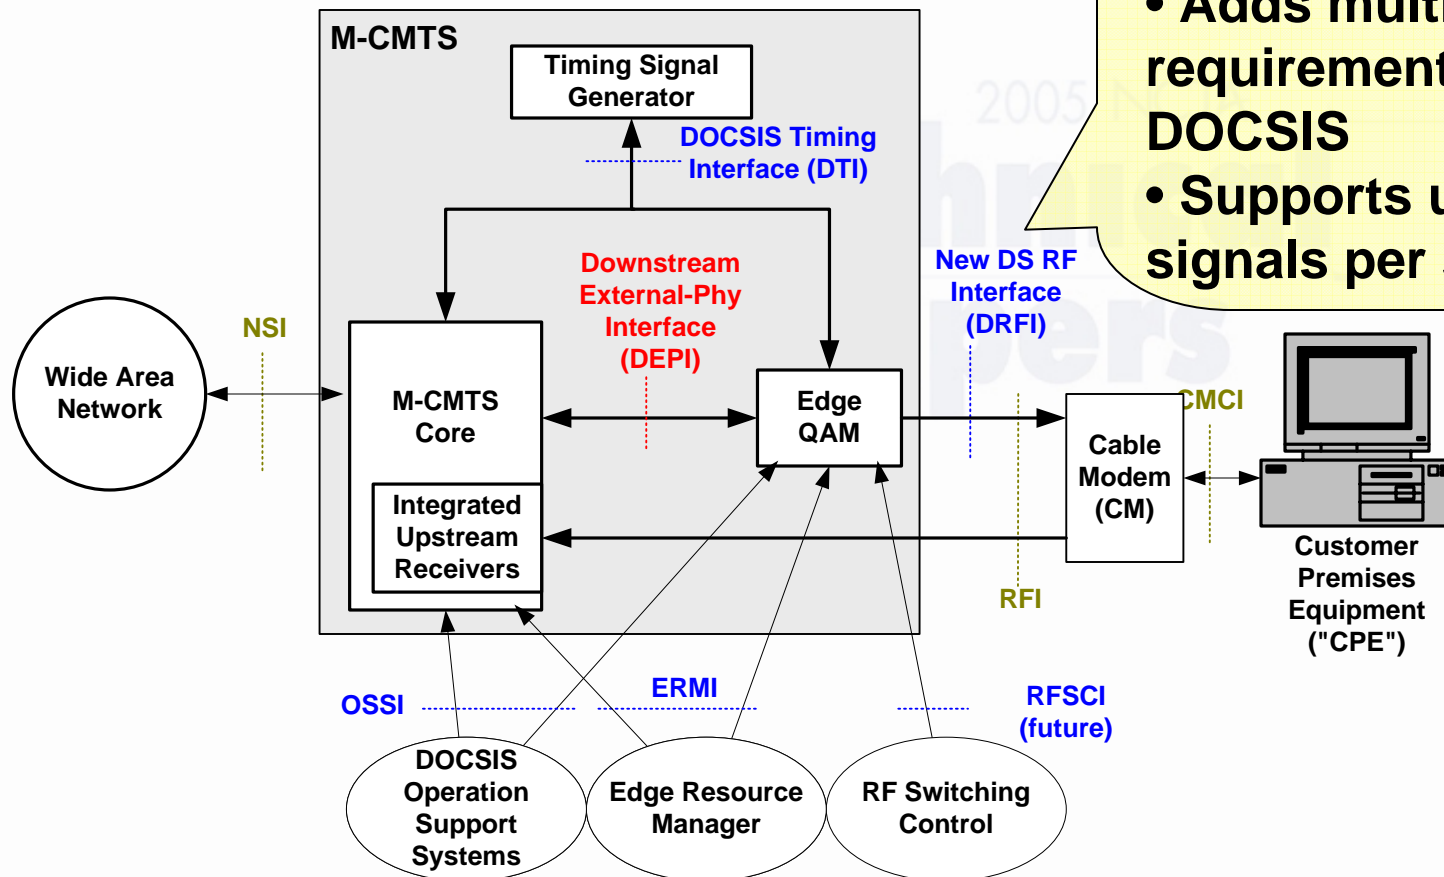 M-CMTS
Timing Signal
Generator
DOCSIS Timing
Interface (DTI)
• Adds
requirement
DOCSIS
• Supports
signals per
2005
Downstream
External-Phy
Interface
(DEPI)
New DS RF
Interface
(DRFI)
NSI
Wide Area
Network
M-CMTS
Core
Edge
QAM
CMCI
Cable
Modem
(CM)
Integrated
Upstream
Receivers
RFI
Customer
Premises
Equipment
("CPE")
OSSI
ERMI
RFSCI
(future)
DOCSIS
Operation
Support
Systems
Edge Resource
Manager
RF Switching
Control